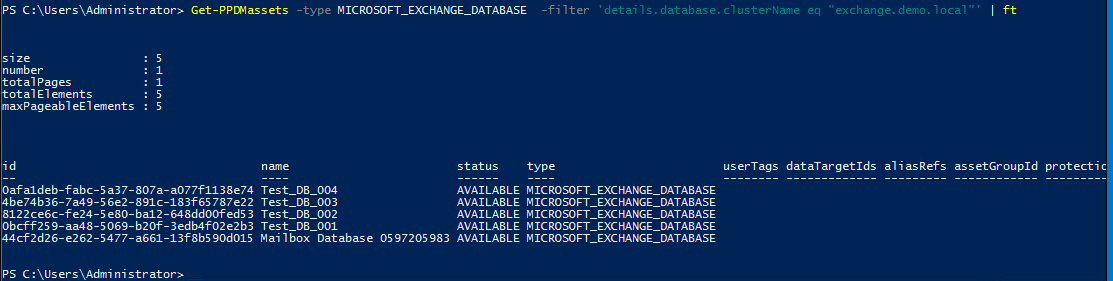 PS C:\Users\Administrator> Get-PPDMassets -type MICROSOFT_EXCHANGE_DATABASE  -filter 'details.database.clusterName eq "exchange.demo.local"' | ft
size              : 5
number            : 1
totalPages        : 1
totalElements     : 5
maxPageableElements : 5
id                                   name                        status    type                        userTags dataTargetIds aliasRefs assetGroupId protectio
--                                   ----                        ------    ----                        -------- ------------- --------- ------------ ---------
0afa1deb-fabc-5a37-807a-a077f1138e74 Test_DB_004                 AVAILABLE MICROSOFT_EXCHANGE_DATABASE
4be74b36-7a49-56e2-891c-183f65787e22 Test_DB_003                 AVAILABLE MICROSOFT_EXCHANGE_DATABASE
8122ce6c-fe24-5e80-ba12-648dd00fed53 Test_DB_002                 AVAILABLE MICROSOFT_EXCHANGE_DATABASE
0bcff259-aa48-5069-b20f-3edb4f02e2b3 Test_DB_001                 AVAILABLE MICROSOFT_EXCHANGE_DATABASE
44cf2d26-e262-5477-a661-13f8b590d015 Mailbox Database 0597205983 AVAILABLE MICROSOFT_EXCHANGE_DATABASE
PS C:\Users\Administrator>